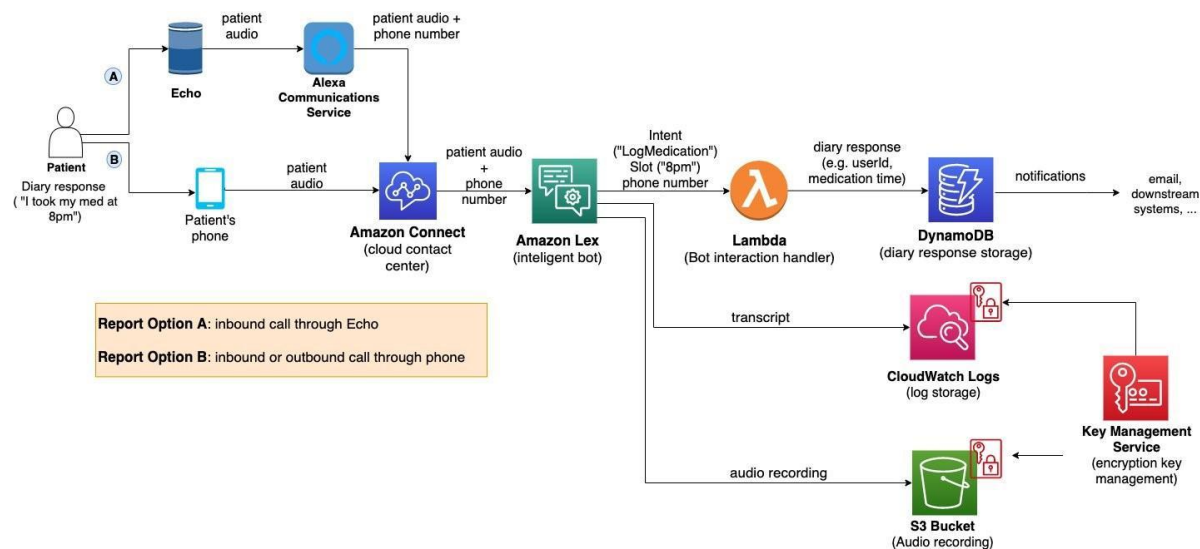 patient
audio
patient audio +
phone number
A
Echo
Alexa
Communications
Service
B
Patient
Diary response
( "I took my med at
8pm")
Patient's
phone
patient
audio
Amazon Connect
(cloud contact
center)
patient audio
+
phone
number
Amazon Lex
(inteligent bot)
Intent
("LogMedication")
Slot ("8pm")
phone number
Lambda
(Bot interaction handler)
diary response
(e.g. userId,
medication time)
DynamoDB
(diary response storage)
notifications
email,
downstream
systems, ...
Report Option A: inbound call through Echo
Report Option B: inbound or outbound call through phone
transcript
CloudWatch Logs
(log storage)
Key Management
Service
(encryption key
management)
audio recording
S3 Bucket
(Audio recording)